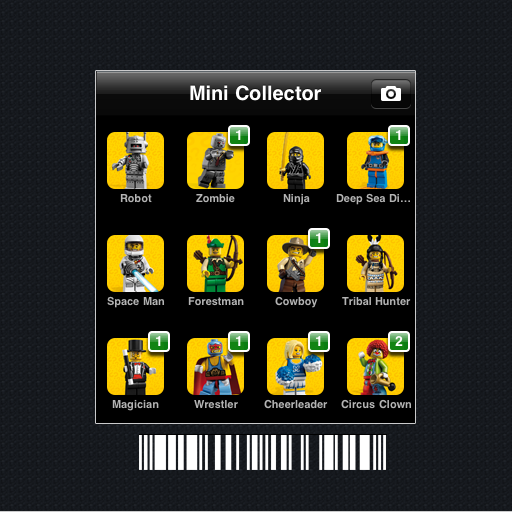 Mini Collector
1 1
Robot Zombie Ninja Deep Sea Di...
1
Space Man Forestman Cowboy Tribal Hunter
1 1 1 2
Magician Wrestler Cheerleader Circus Clown